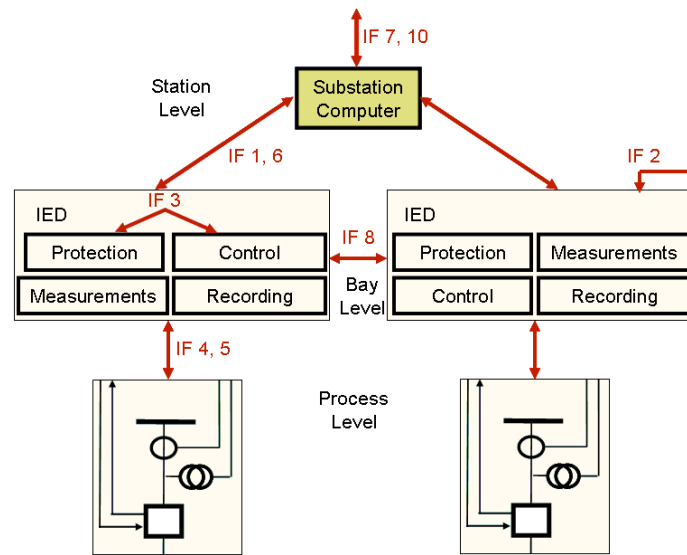 IF 7, 10
Station
Level
Substation
Computer
IF 1, 6
IF 2
IED
IF 3
IED
Protection
Control
IF 8
Protection
Measurements
Measurements
Recording
Bay
Level
Control
Recording
IF 4, 5
Process
Level